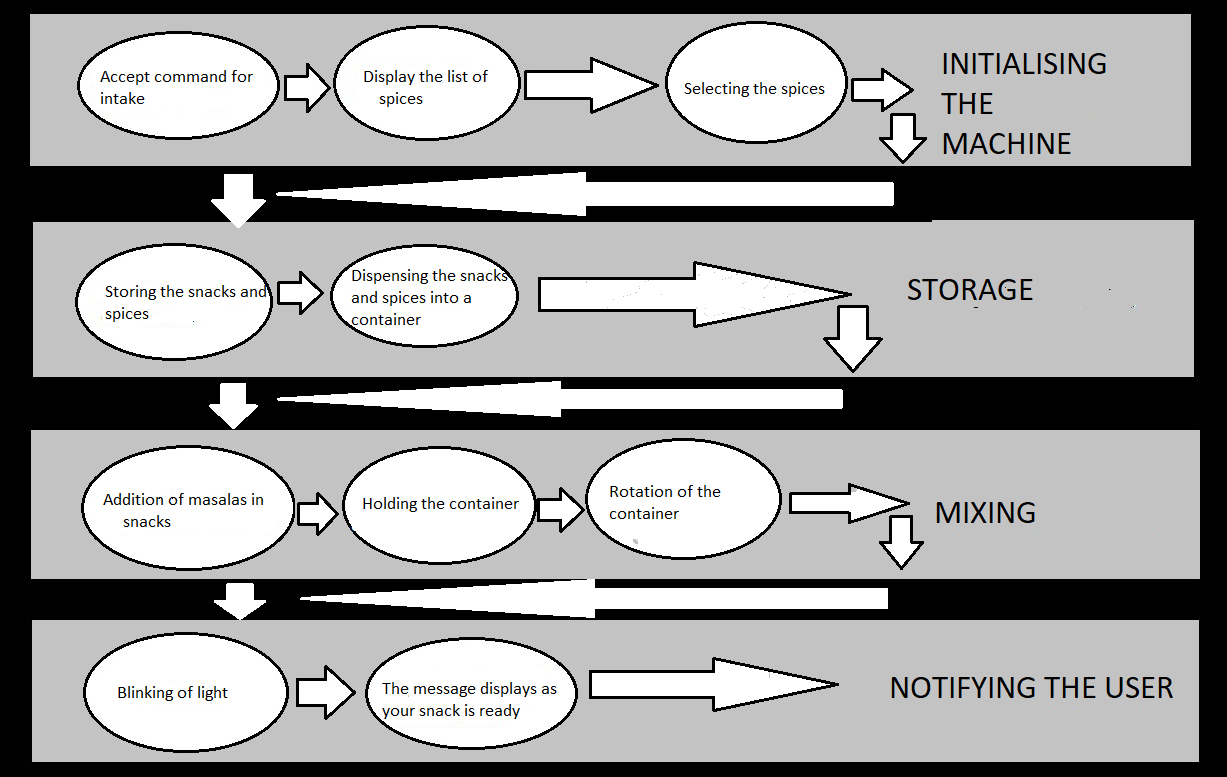 Accept command for
intake
Display the list of
spices
Selecting the spices
INITIALISING
THE
MACHINE
Storing the snacks and
spices
Dispensing the snacks
and spices into a
container
STORAGE
Addition of masalas in
snacks
Holding the container
Rotation of the
container
MIXING
Blinking of light
The message displays as
your snack is ready
NOTIFYING THE USER